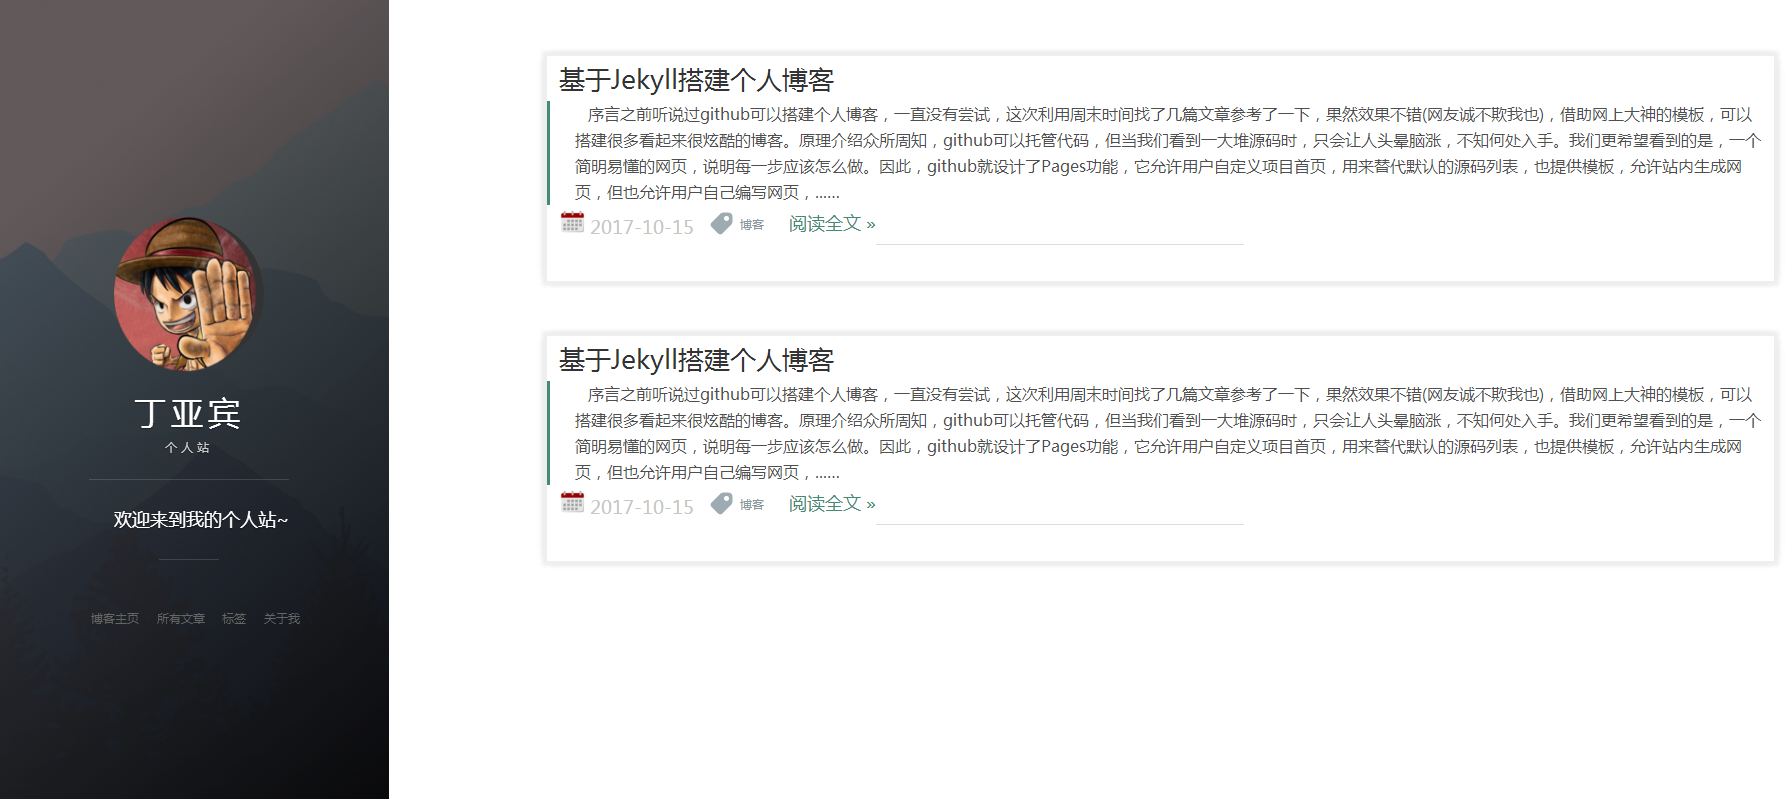 丁亚宾
个人站
欢迎来到我的个人站~
博客主页 所有文章 标签 关于我
基于Jekyll搭建个人博客
序言之前听说过github可以搭建个人博客，一直没有尝试，这次利用周末时间找了几篇文章参考了一下，果然效果不错(网友诚不欺我也)，借助网上大神的模板，可以
搭建很多看起来很炫酷的博客。原理介绍众所周知，github可以托管代码，但当我们看到一大堆源码时，只会让人头晕脑涨，不知何处入手。我们更希望看到的是，一个
简明易懂的网页，说明每一步应该怎么做。因此，github就设计了Pages功能，它允许用户自定义项目首页，用来替代默认的源码列表，也提供模板，允许站内生成网
页，但也允许用户自己编写网页，......
2017-10-15 博客 阅读全文 »
基于Jekyll搭建个人博客
序言之前听说过github可以搭建个人博客，一直没有尝试，这次利用周末时间找了几篇文章参考了一下，果然效果不错(网友诚不欺我也)，借助网上大神的模板，可以
搭建很多看起来很炫酷的博客。原理介绍众所周知，github可以托管代码，但当我们看到一大堆源码时，只会让人头晕脑涨，不知何处入手。我们更希望看到的是，一个
简明易懂的网页，说明每一步应该怎么做。因此，github就设计了Pages功能，它允许用户自定义项目首页，用来替代默认的源码列表，也提供模板，允许站内生成网
页，但也允许用户自己编写网页，......
2017-10-15 博客 阅读全文 »